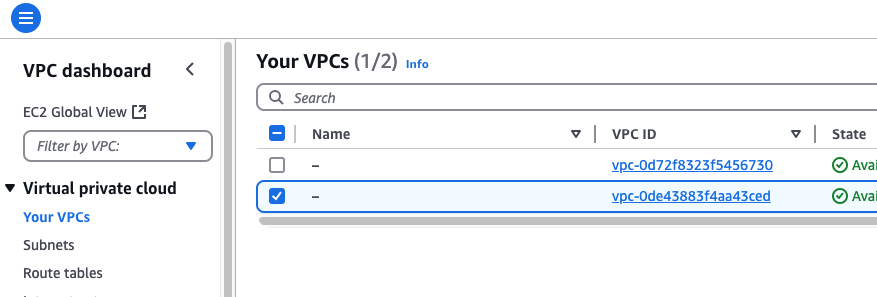 VPC dashboard
EC2 Global View
Filter by VPC:
Virtual private cloud
Your VPCs
Subnets
Route tables
Your VPCs (1/2) Info
Search
Name VPC ID State
– vpc-0d72f8323f5456730 Avai
– vpc-0de43883f4aa43ced Avai